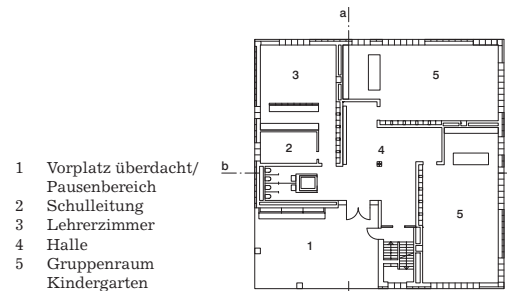 a
3
5
2
4
b
5
1
1 Vorplatz überdacht/
Pausenbereich
2 Schulleitung
3 Lehrerzimmer
4 Halle
5 Gruppenraum
Kindergarten